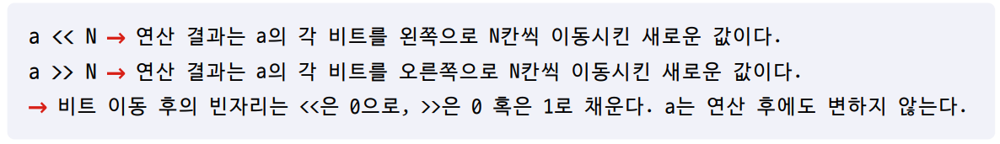 a << N → 연산 결과는 a의 각 비트를 왼쪽으로 N칸씩 이동시킨 새로운 값이다.
a >> N → 연산 결과는 a의 각 비트를 오른쪽으로 N칸씩 이동시킨 새로운 값이다.
→ 비트 이동 후의 빈자리는 <<은 0으로, >>은 0 혹은 1로 채운다. a는 연산 후에도 변하지 않는다.